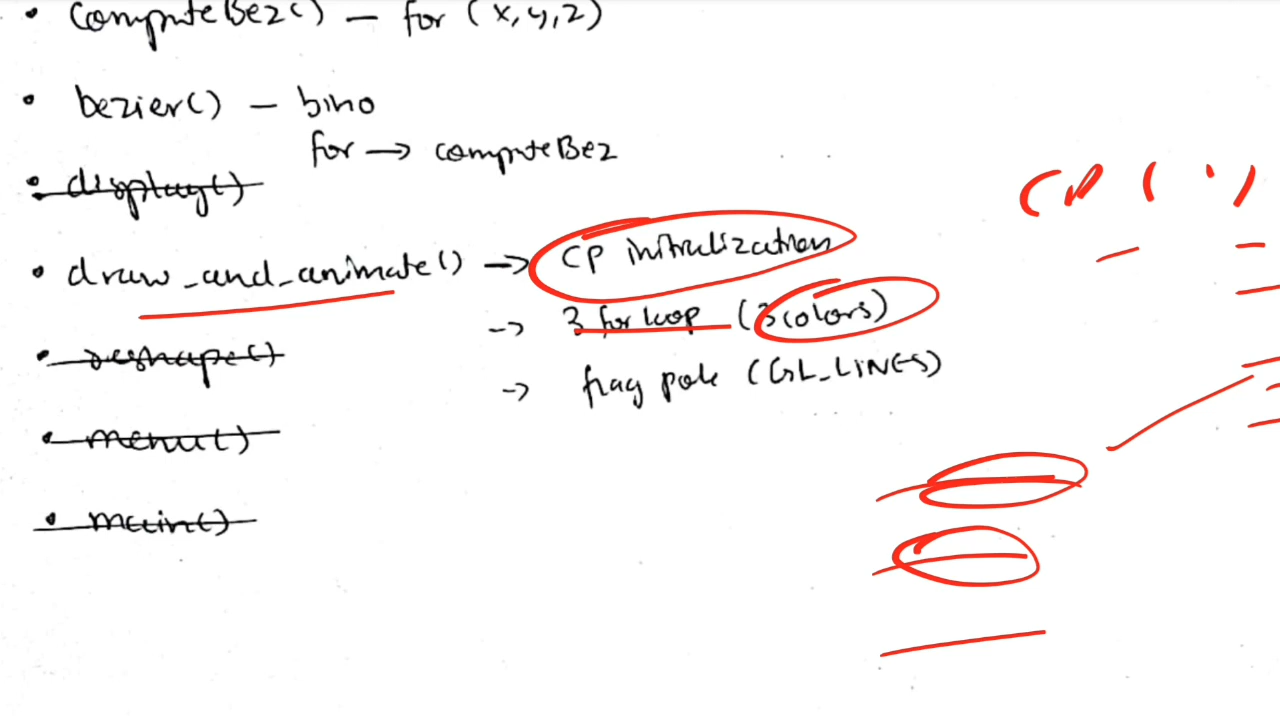 • computeBez() – for (x,y,z)
• bezier() – bino
for → computeBez
• display()
• draw_and_animate() → CP initialization
→ 3 for loop (3 colors)
→ flag pole (GL_LINES)
• reshape()
• menu()
• main()
CP ( )